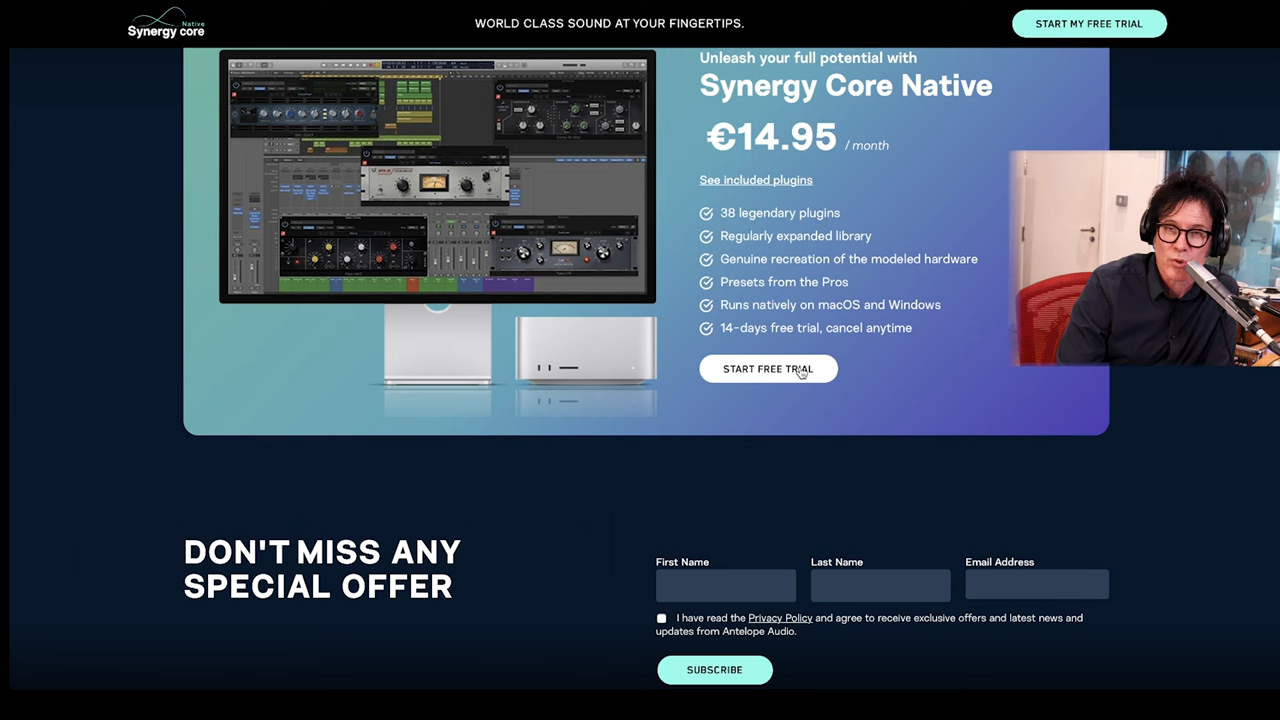 Native
Synergy core
WORLD CLASS SOUND AT YOUR FINGERTIPS.
START MY FREE TRIAL
Unleash your full potential with
Synergy Core Native
€14.95 / month
See included plugins
38 legendary plugins
Regularly expanded library
Genuine recreation of the modeled hardware
Presets from the Pros
Runs natively on macOS and Windows
14-days free trial, cancel anytime
START FREE TRIAL
DON'T MISS ANY
SPECIAL OFFER
First Name
Last Name
Email Address
I have read the Privacy Policy and agree to receive exclusive offers and latest news and
updates from Antelope Audio.
SUBSCRIBE